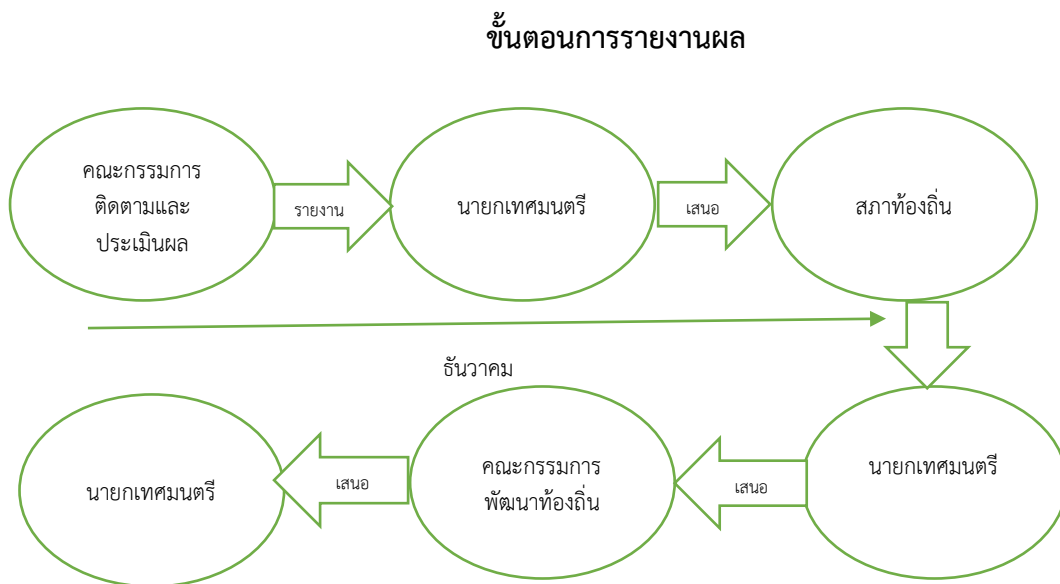 ขั้นตอนการรายงานผล
คณะกรรมการ
ติดตามและ
ประเมินผล
รายงาน
นายกเทศมนตรี
เสนอ
สภาท้องถิ่น
ธันวาคม
นายกเทศมนตรี
เสนอ
คณะกรรมการ
พัฒนาท้องถิ่น
เสนอ
นายกเทศมนตรี